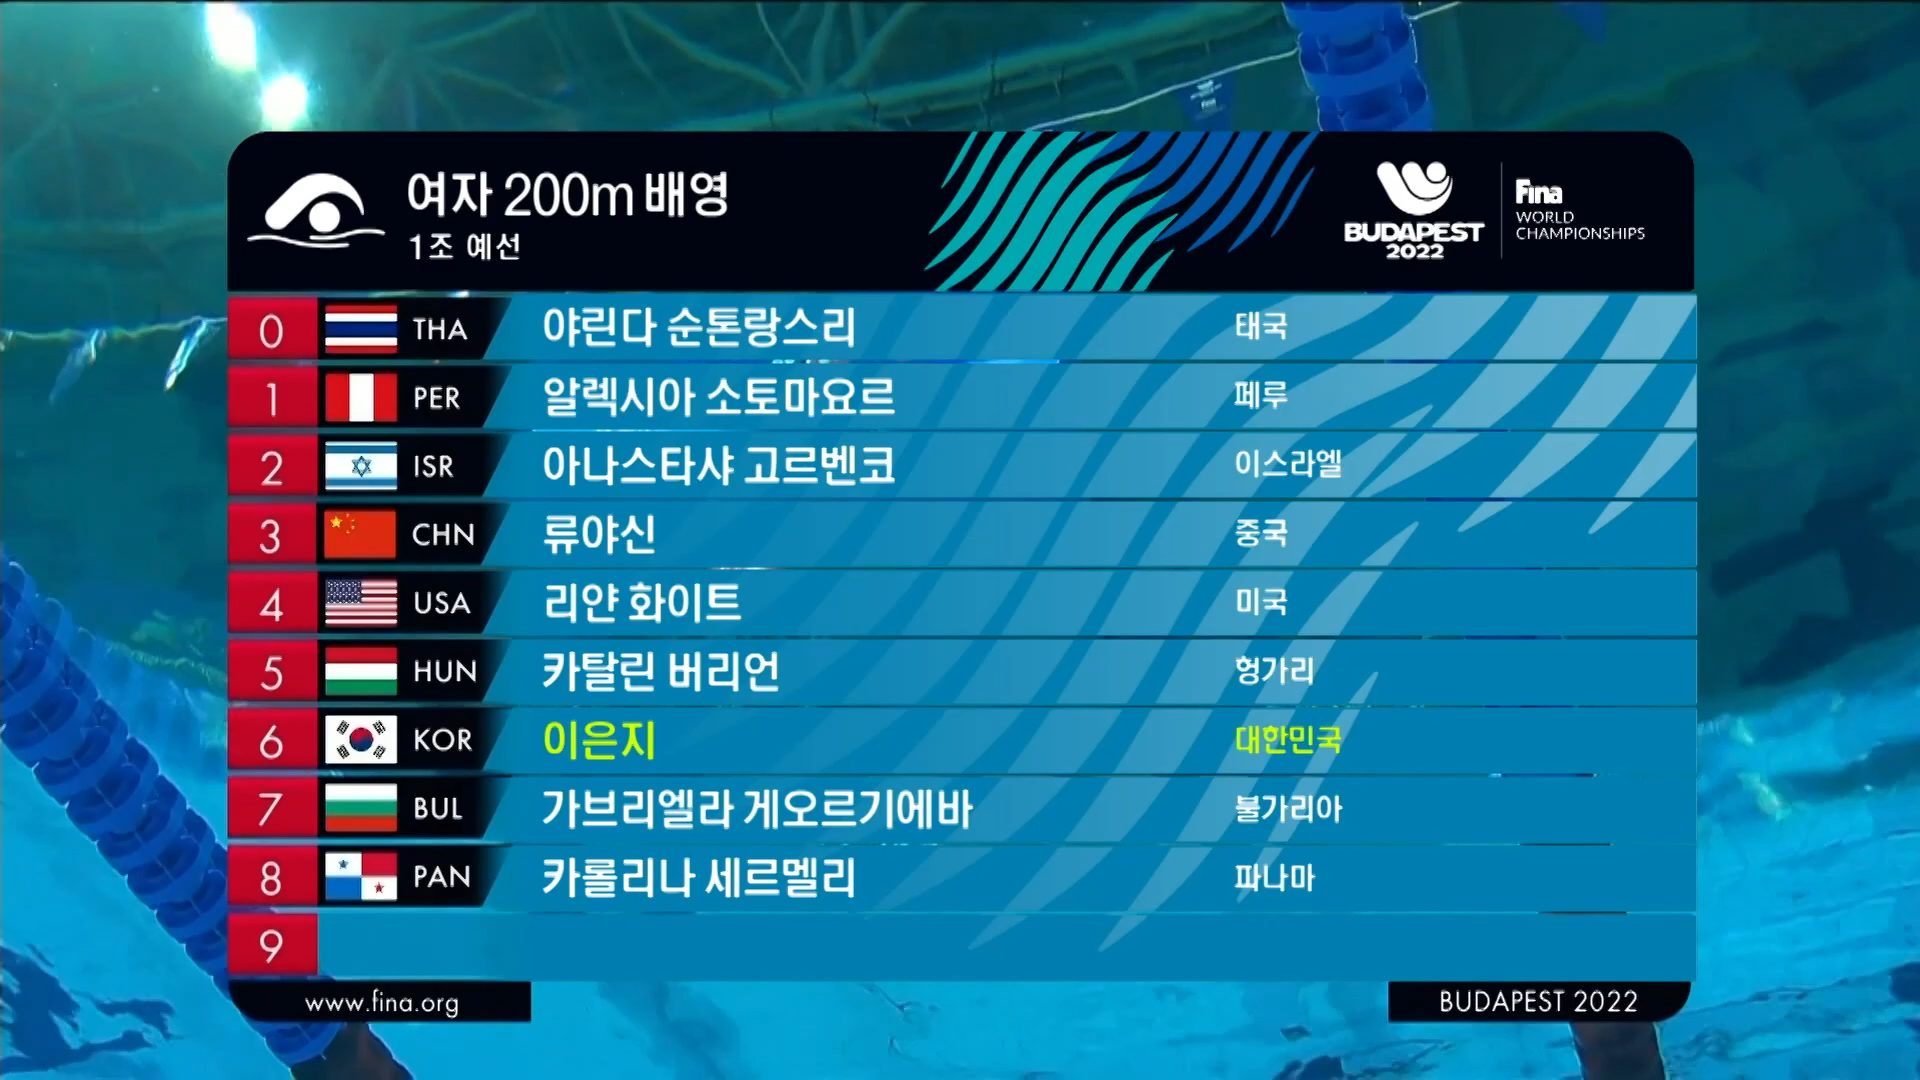 여자 200m 배영
1조 예선
BUDAPEST
2022
Fina
WORLD
CHAMPIONSHIPS
0 THA 야린다 순톤랑스리 태국
1 PER 알렉시아 소토마요르 페루
2 ISR 아나스타샤 고르벤코 이스라엘
3 CHN 류야신 중국
4 USA 리얀 화이트 미국
5 HUN 카탈린 버리언 헝가리
6 KOR 이은지 대한민국
7 BUL 가브리엘라 게오르기에바 불가리아
8 PAN 카롤리나 세르멜리 파나마
9
www.fina.org
BUDAPEST 2022